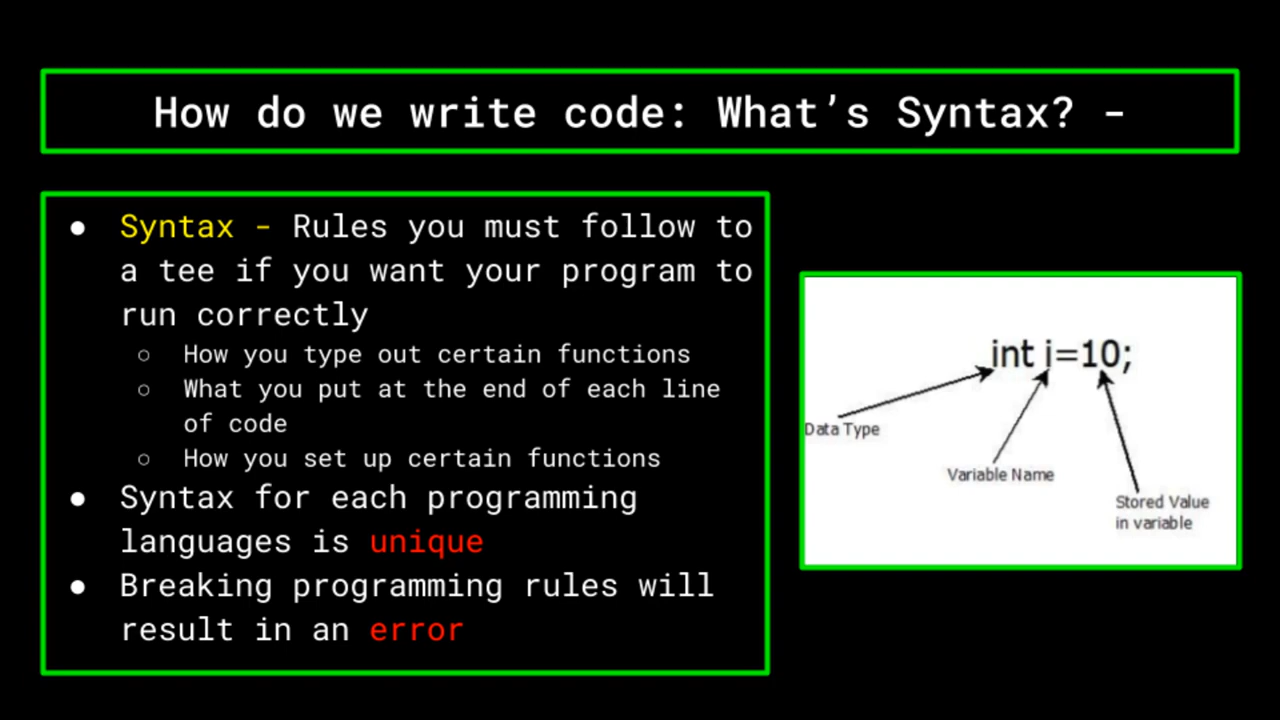 How do we write code: What’s Syntax? -
● Syntax - Rules you must follow to
a tee if you want your program to
run correctly
○ How you type out certain functions
○ What you put at the end of each line
of code
○ How you set up certain functions
● Syntax for each programming
languages is unique
● Breaking programming rules will
result in an error
int i=10;
Data Type
Variable Name
Stored Value
in variable